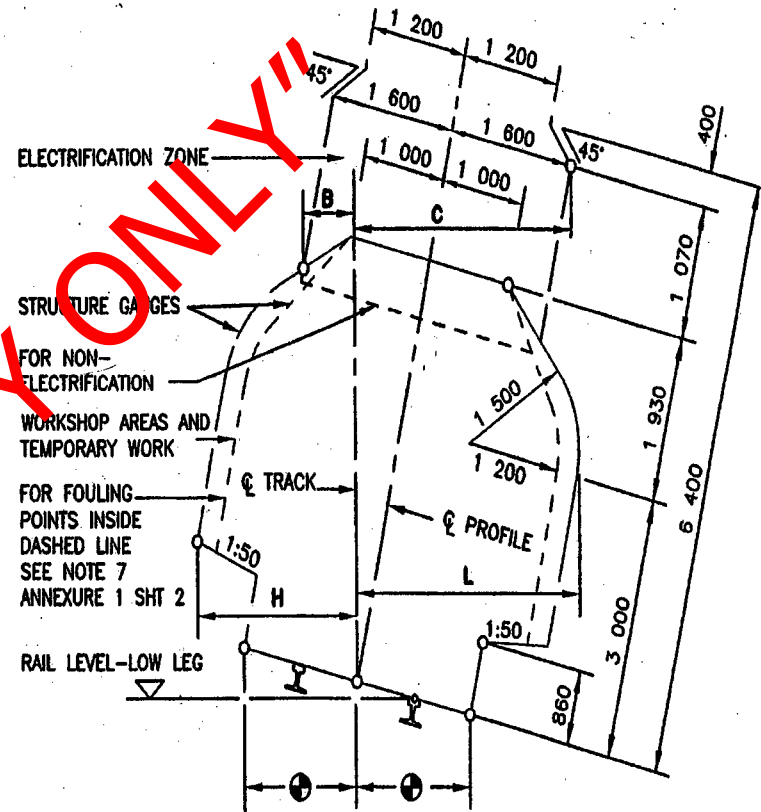 1 200
1 200
45°
1 600
1 600
45°
400
ELECTRIFICATION ZONE
1 000
1 000
B
C
1 070
STRUCTURE GAUGES
FOR NON-
ELECTRIFICATION
1 500
1 930
WORKSHOP AREAS AND
TEMPORARY WORK
1 200
6 400
℄ TRACK
FOR FOULING
POINTS INSIDE
DASHED LINE
SEE NOTE 7
ANNEXURE 1 SHT 2
℄ PROFILE
1:50
H
L
1:50
3 000
RAIL LEVEL-LOW LEG
860
Y ONLY"